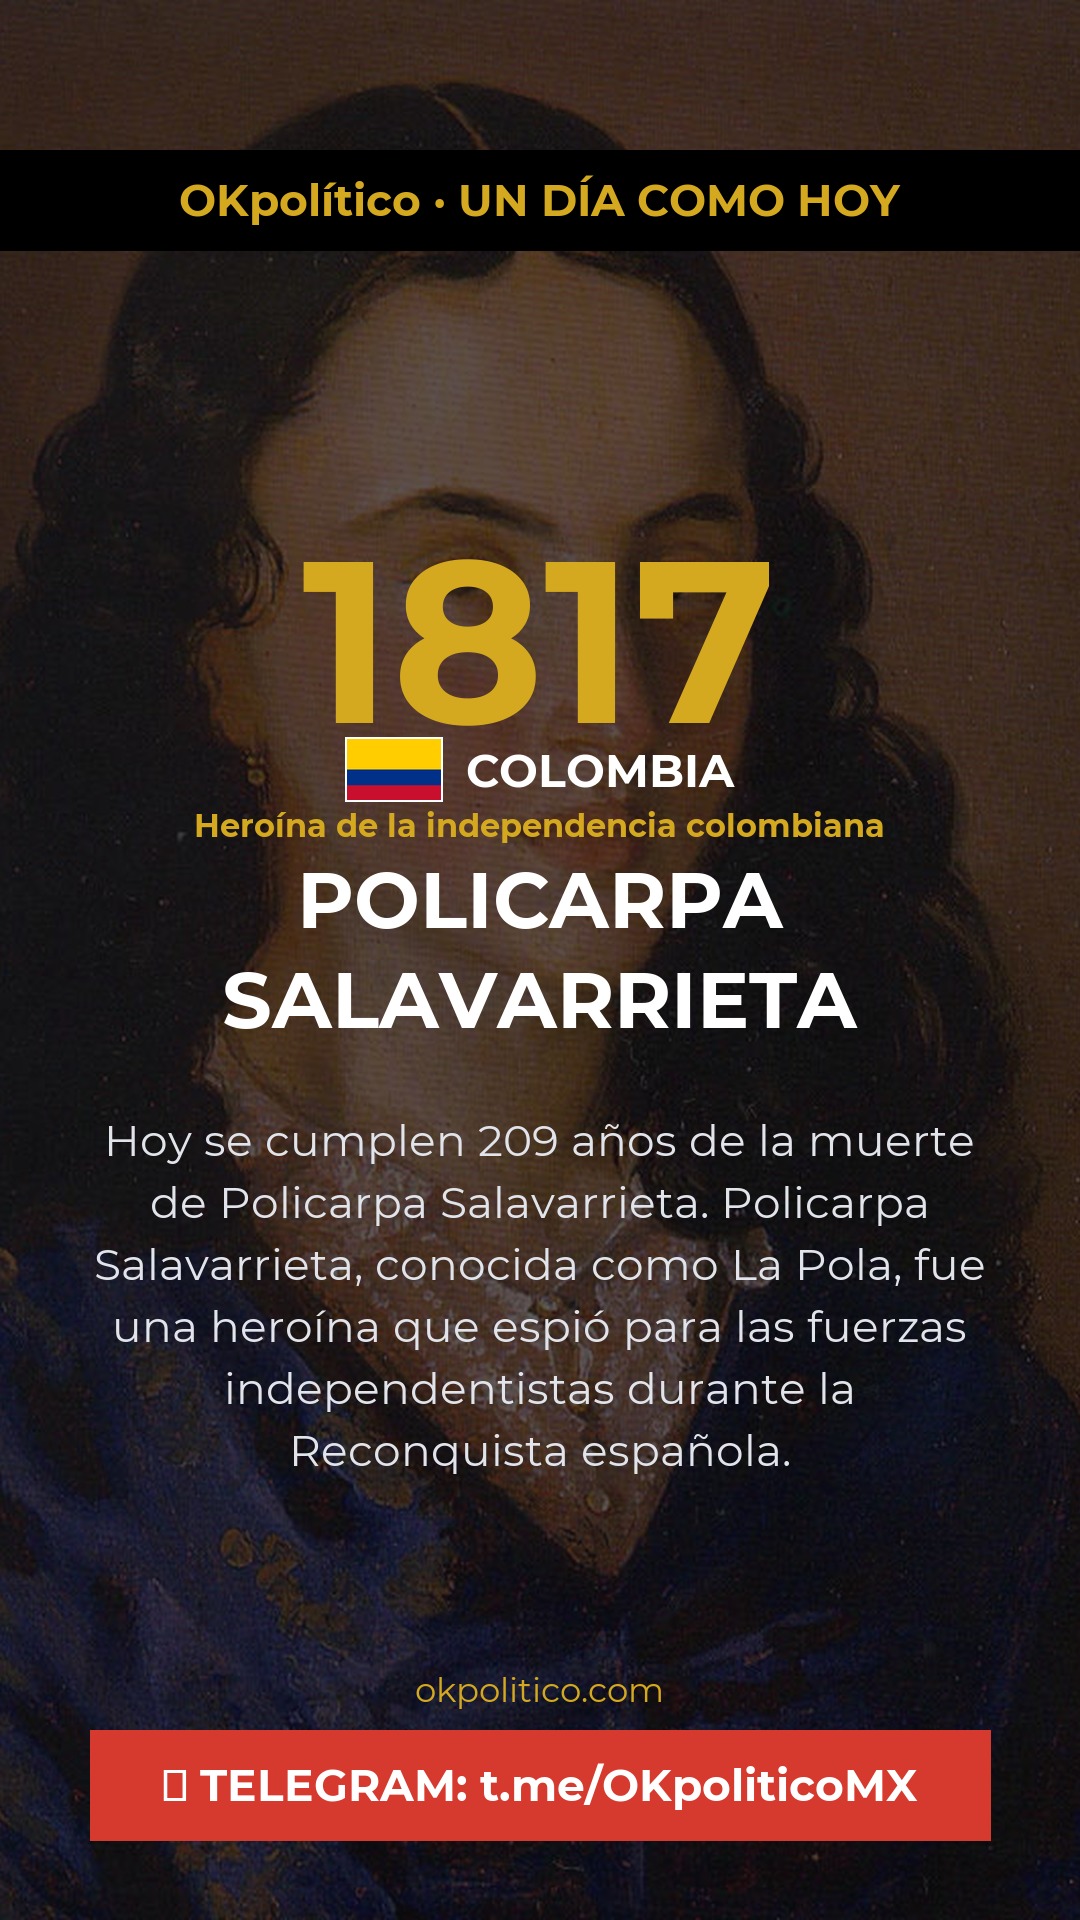 OKpolítico · UN DÍA COMO HOY
1817
COLOMBIA
Heroína de la independencia colombiana
POLICARPA
SALAVARRIETA
Hoy se cumplen 209 años de la muerte
de Policarpa Salavarrieta. Policarpa
Salavarrieta, conocida como La Pola, fue
una heroína que espió para las fuerzas
independentistas durante la
Reconquista española.
okpolitico.com
TELEGRAM: t.me/OKpoliticoMX